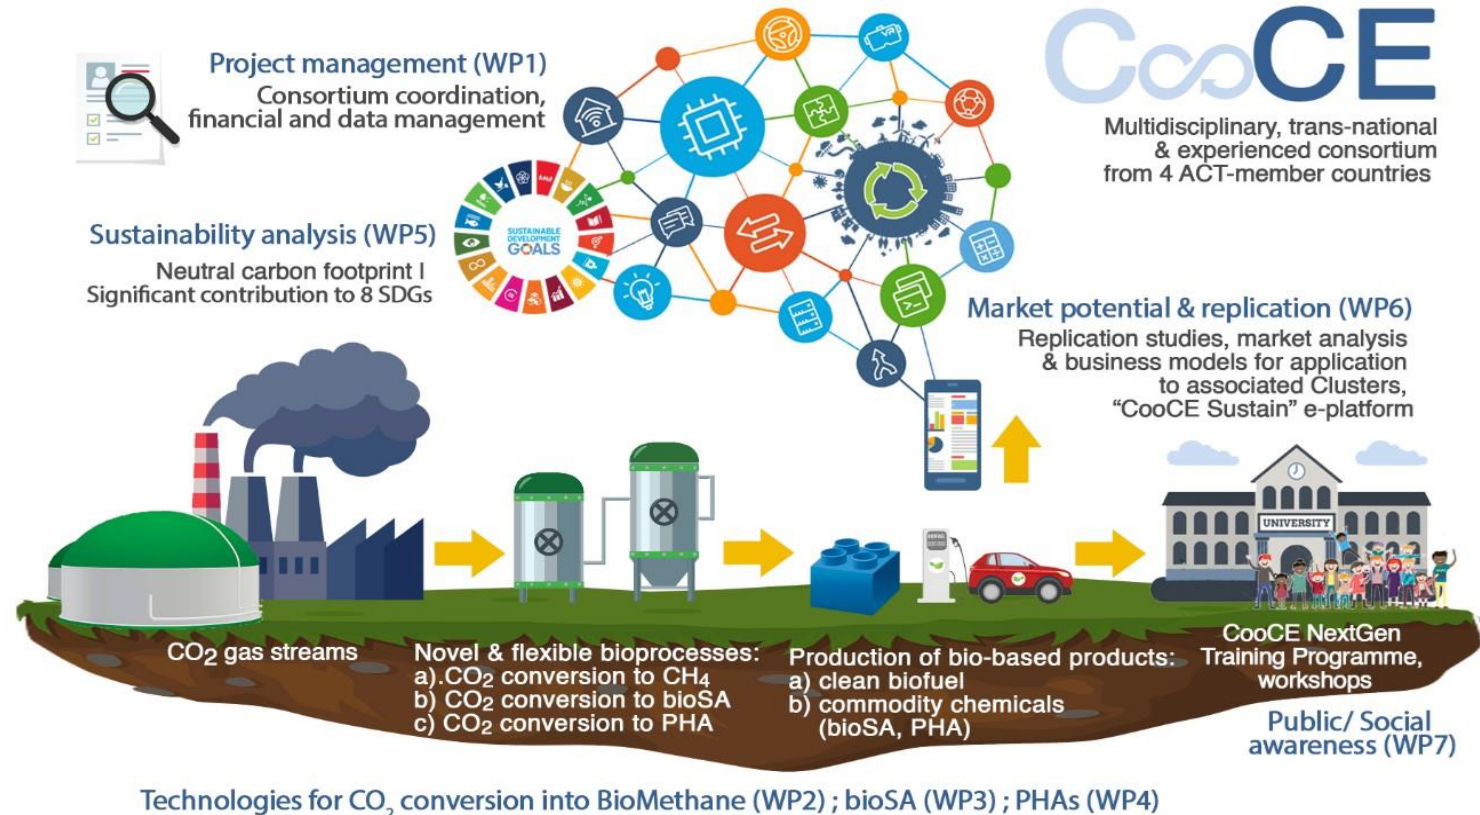 Project management (WP1)
Consortium coordination,
financial and data management
CooCE
Multidisciplinary, trans-national
& experienced consortium
from 4 ACT-member countries
VR
SUSTAINABLE
DEVELOPMENT
GOALS
Sustainability analysis (WP5)
Neutral carbon footprint I
Significant contribution to 8 SDGs
Market potential & replication (WP6)
Replication studies, market analysis
& business models for application
to associated Clusters,
“CooCE Sustain” e-platform
UNIVERSITY
CO2 gas streams
Novel & flexible bioprocesses:
a).CO2 conversion to CH4
b) CO2 conversion to bioSA
c) CO2 conversion to PHA
Production of bio-based products:
a) clean biofuel
b) commodity chemicals
(bioSA, PHA)
CooCE NextGen
Training Programme,
workshops
Public/ Social
awareness (WP7)
Technologies for CO2 conversion into BioMethane (WP2) ; bioSA (WP3) ; PHAs (WP4)